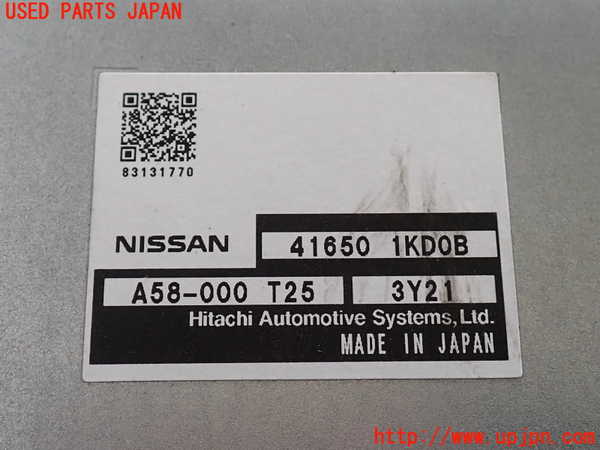 USED PARTS JAPAN
83131770
NISSAN 41650 1KD0B
A58-000 T25 3Y21
Hitachi Automotive Systems, Ltd.
MADE IN JAPAN
http://www.upjpn.com